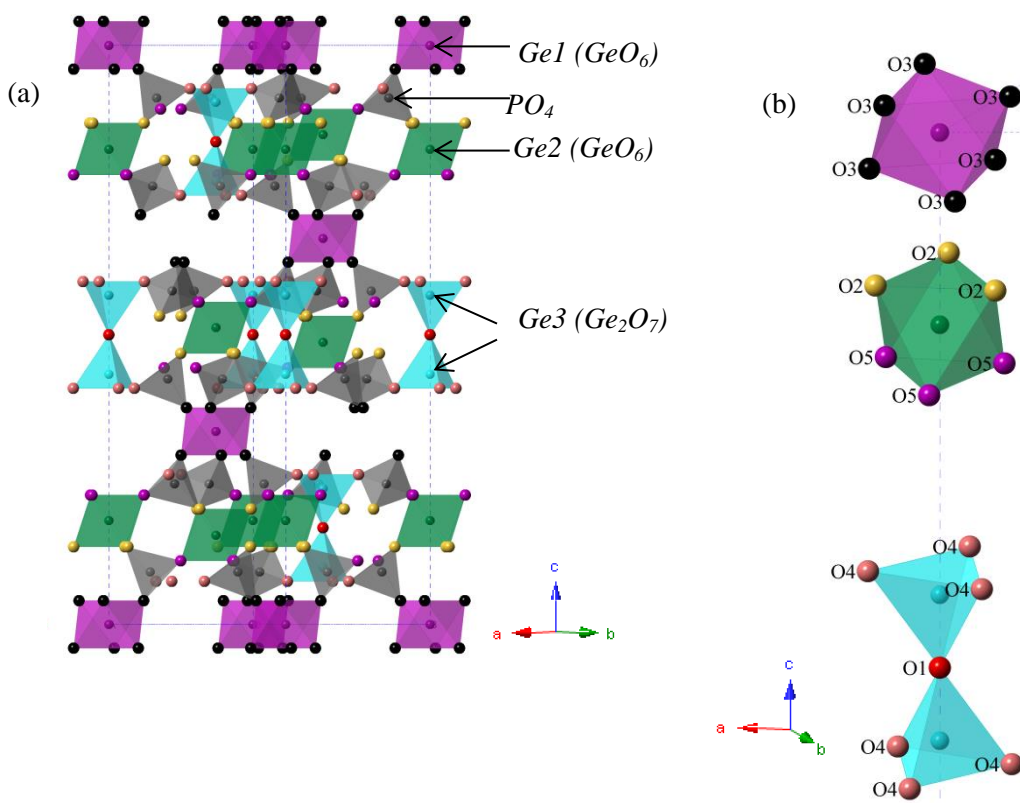 (a)
Ge1 (GeO6)
PO4
Ge2 (GeO6)
Ge3 (Ge2O7)
c
a
b
(b)
O3
O3
O3
O3
O3
O3
O2
O2
O2
O5
O5
O5
O4
O4
O4
O1
O4
O4
O4
c
a
b